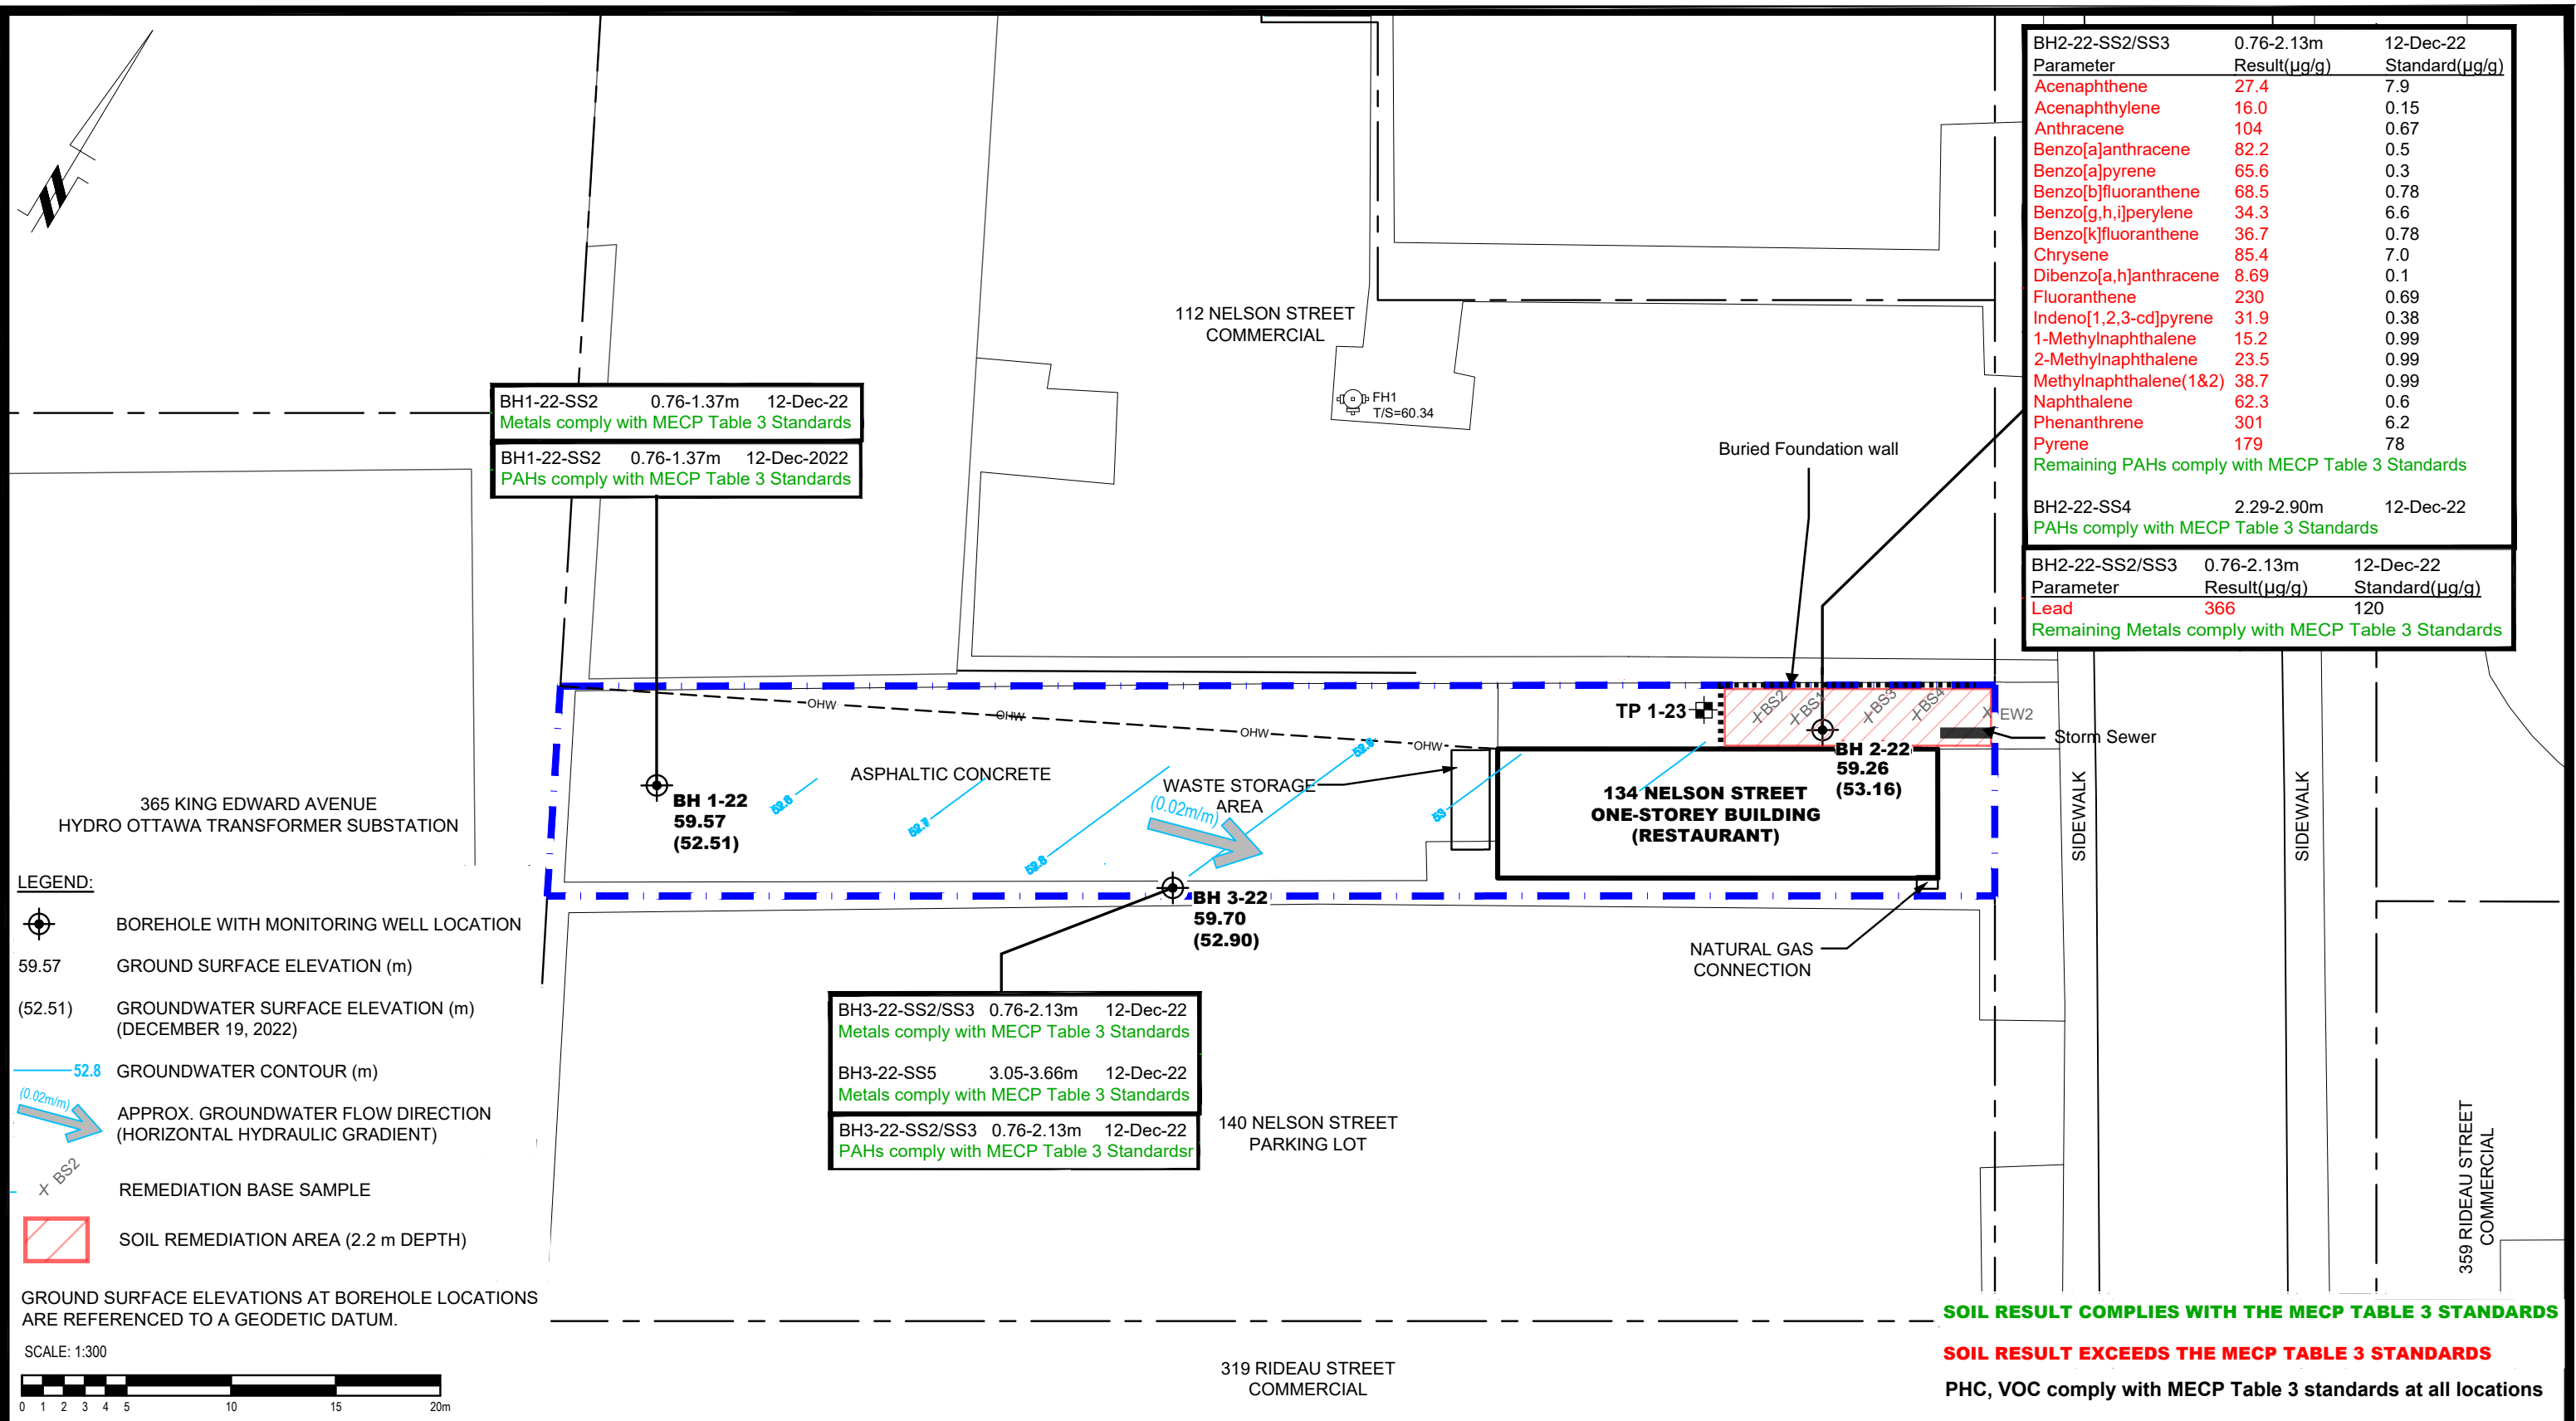 BH2-22-SS2/SS3 0.76-2.13m 12-Dec-22
Parameter Result(µg/g) Standard(µg/g)
Acenaphthene 27.4 7.9
Acenaphthylene 16.0 0.15
Anthracene 104 0.67
Benzo[a]anthracene 82.2 0.5
Benzo[a]pyrene 65.6 0.3
Benzo[b]fluoranthene 68.5 0.78
Benzo[g,h,i]perylene 34.3 6.6
Benzo[k]fluoranthene 36.7 0.78
Chrysene 85.4 7.0
Dibenzo[a,h]anthracene 8.69 0.1
Fluoranthene 230 0.69
Indeno[1,2,3-cd]pyrene 31.9 0.38
1-Methylnaphthalene 15.2 0.99
2-Methylnaphthalene 23.5 0.99
Methylnaphthalene(1&2) 38.7 0.99
Naphthalene 62.3 0.6
Phenanthrene 301 6.2
Pyrene 179 78
Remaining PAHs comply with MECP Table 3 Standards
BH2-22-SS4 2.29-2.90m 12-Dec-22
PAHs comply with MECP Table 3 Standards
BH2-22-SS2/SS3 0.76-2.13m 12-Dec-22
Parameter Result(µg/g) Standard(µg/g)
Lead 366 120
Remaining Metals comply with MECP Table 3 Standards
112 NELSON STREET
COMMERCIAL
FH1
T/S=60.34
BH1-22-SS2 0.76-1.37m 12-Dec-22
Metals comply with MECP Table 3 Standards
BH1-22-SS2 0.76-1.37m 12-Dec-2022
PAHs comply with MECP Table 3 Standards
Buried Foundation wall
OHW
OHW
OHW
OHW
TP 1-23
BS2
BS1
BS3
BS4
EW2
Storm Sewer
BH 2-22
59.26
(53.16)
ASPHALTIC CONCRETE
WASTE STORAGE
AREA
134 NELSON STREET
ONE-STOREY BUILDING
(RESTAURANT)
BH 1-22
59.57
(52.51)
52.6
52.7
52.8
52.9
53
(0.02m/m)
BH 3-22
59.70
(52.90)
NATURAL GAS
CONNECTION
SIDEWALK
SIDEWALK
365 KING EDWARD AVENUE
HYDRO OTTAWA TRANSFORMER SUBSTATION
BH3-22-SS2/SS3 0.76-2.13m 12-Dec-22
Metals comply with MECP Table 3 Standards
BH3-22-SS5 3.05-3.66m 12-Dec-22
Metals comply with MECP Table 3 Standards
BH3-22-SS2/SS3 0.76-2.13m 12-Dec-22
PAHs comply with MECP Table 3 Standardsr
140 NELSON STREET
PARKING LOT
359 RIDEAU STREET
COMMERCIAL
319 RIDEAU STREET
COMMERCIAL
LEGEND:
BOREHOLE WITH MONITORING WELL LOCATION
59.57 GROUND SURFACE ELEVATION (m)
(52.51) GROUNDWATER SURFACE ELEVATION (m)
(DECEMBER 19, 2022)
52.8 GROUNDWATER CONTOUR (m)
(0.02m/m)
APPROX. GROUNDWATER FLOW DIRECTION
(HORIZONTAL HYDRAULIC GRADIENT)
X BS2 REMEDIATION BASE SAMPLE
SOIL REMEDIATION AREA (2.2 m DEPTH)
GROUND SURFACE ELEVATIONS AT BOREHOLE LOCATIONS
ARE REFERENCED TO A GEODETIC DATUM.
SCALE: 1:300
0 1 2 3 4 5 10 15 20m
SOIL RESULT COMPLIES WITH THE MECP TABLE 3 STANDARDS
SOIL RESULT EXCEEDS THE MECP TABLE 3 STANDARDS
PHC, VOC comply with MECP Table 3 standards at all locations